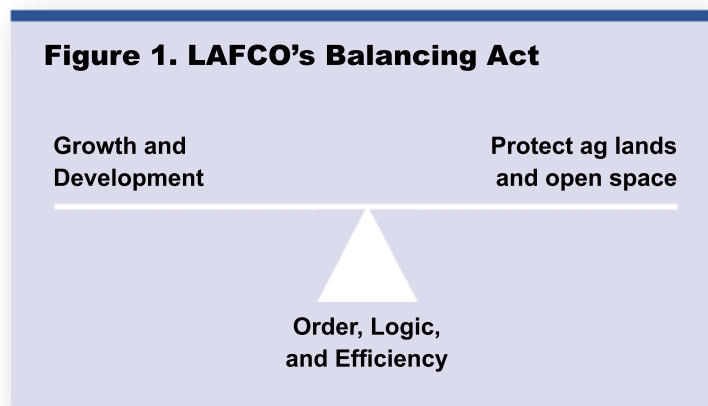 Figure 1. LAFCO’s Balancing Act
Growth and
Development
Protect ag lands
and open space
Order, Logic,
and Efficiency